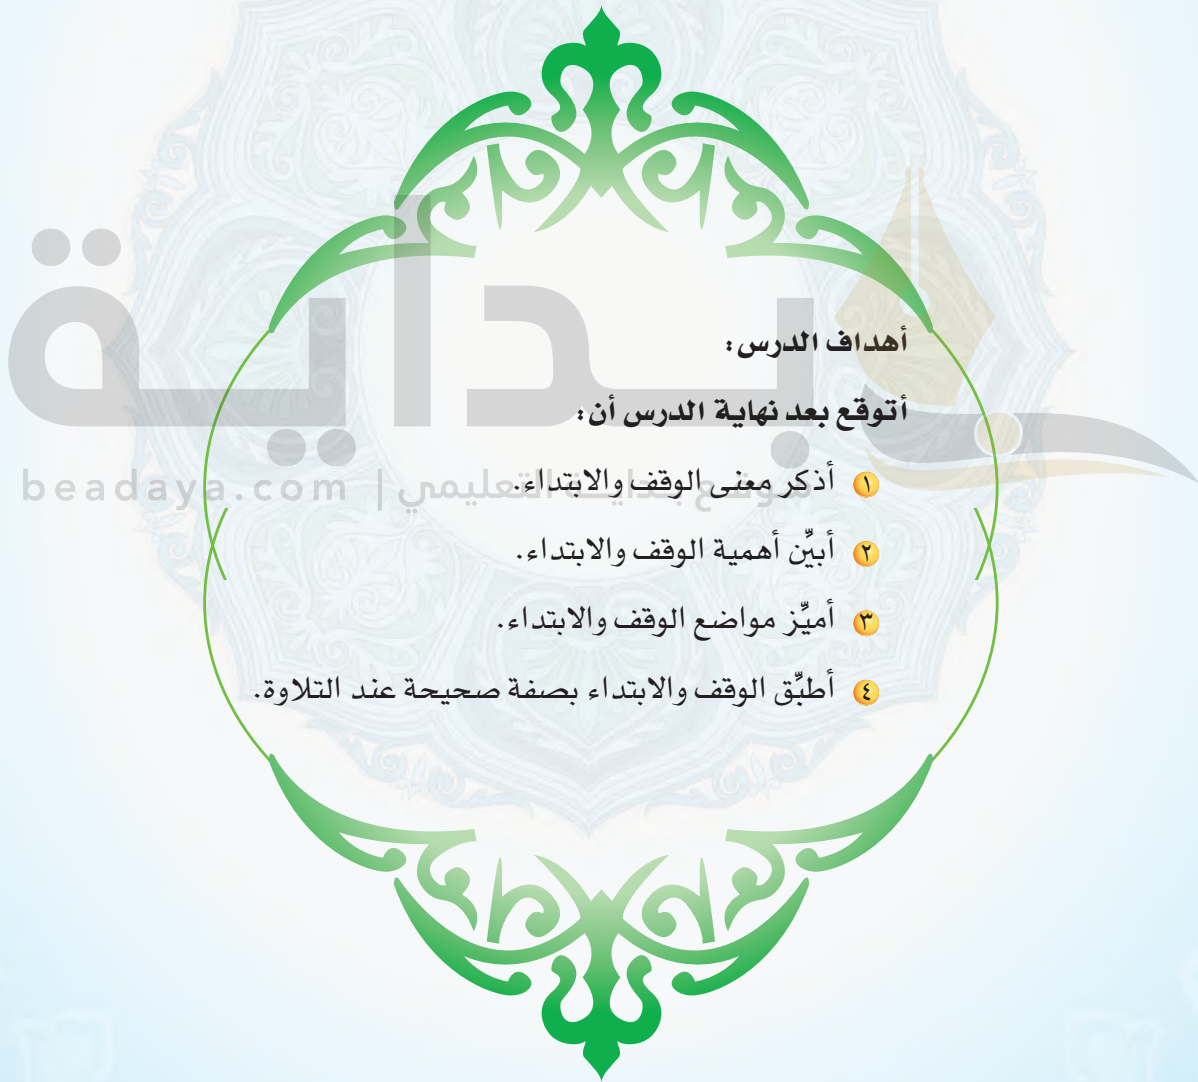 أهداف الدرس:
أتوقع بعد نهاية الدرس أن:
١ أذكر معنى الوقف والابتداء.
٢ أبيِّن أهمية الوقف والابتداء.
٣ أميِّز مواضع الوقف والابتداء.
٤ أطبِّق الوقف والابتداء بصفة صحيحة عند التلاوة.
بداية
موقع بداية التعليمي | beadaya.com